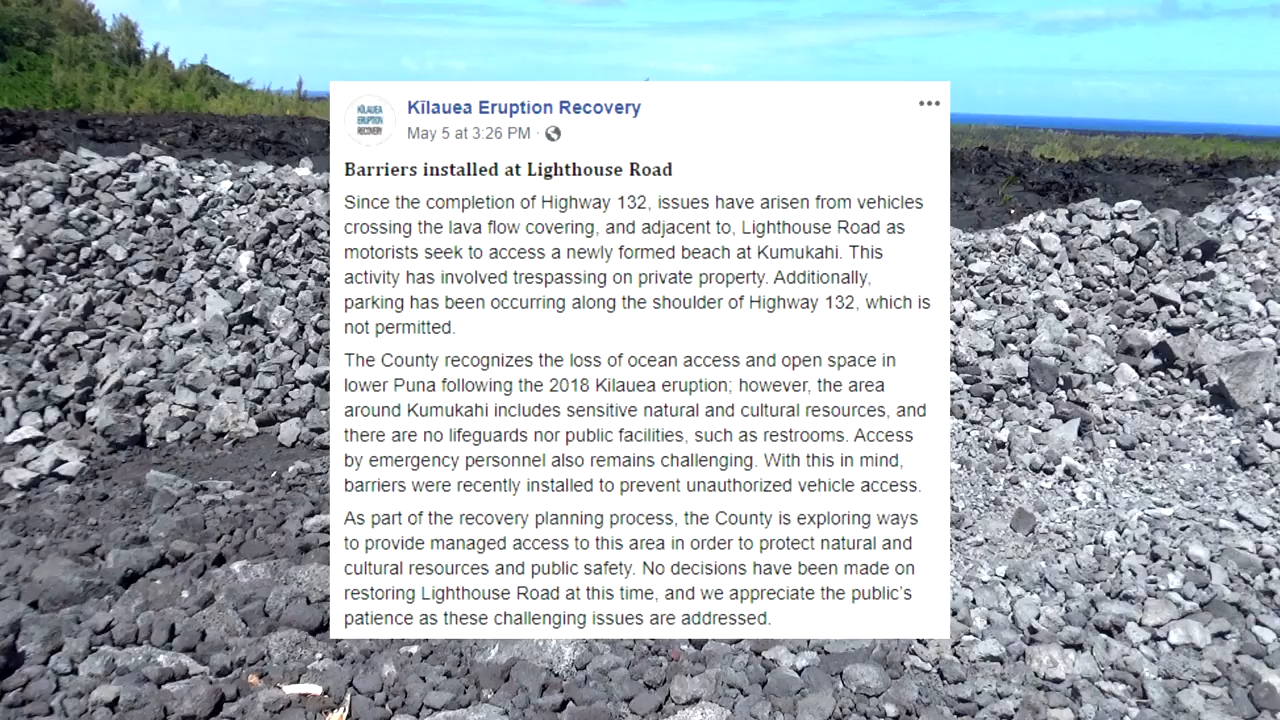 KĪLAUEA
ERUPTION
RECOVERY
Kīlauea Eruption Recovery
May 5 at 3:26 PM ·
Barriers installed at Lighthouse Road
Since the completion of Highway 132, issues have arisen from vehicles
crossing the lava flow covering, and adjacent to, Lighthouse Road as
motorists seek to access a newly formed beach at Kumukahi. This
activity has involved trespassing on private property. Additionally,
parking has been occurring along the shoulder of Highway 132, which is
not permitted.
The County recognizes the loss of ocean access and open space in
lower Puna following the 2018 Kilauea eruption; however, the area
around Kumukahi includes sensitive natural and cultural resources, and
there are no lifeguards nor public facilities, such as restrooms. Access
by emergency personnel also remains challenging. With this in mind,
barriers were recently installed to prevent unauthorized vehicle access.
As part of the recovery planning process, the County is exploring ways
to provide managed access to this area in order to protect natural and
cultural resources and public safety. No decisions have been made on
restoring Lighthouse Road at this time, and we appreciate the public's
patience as these challenging issues are addressed.